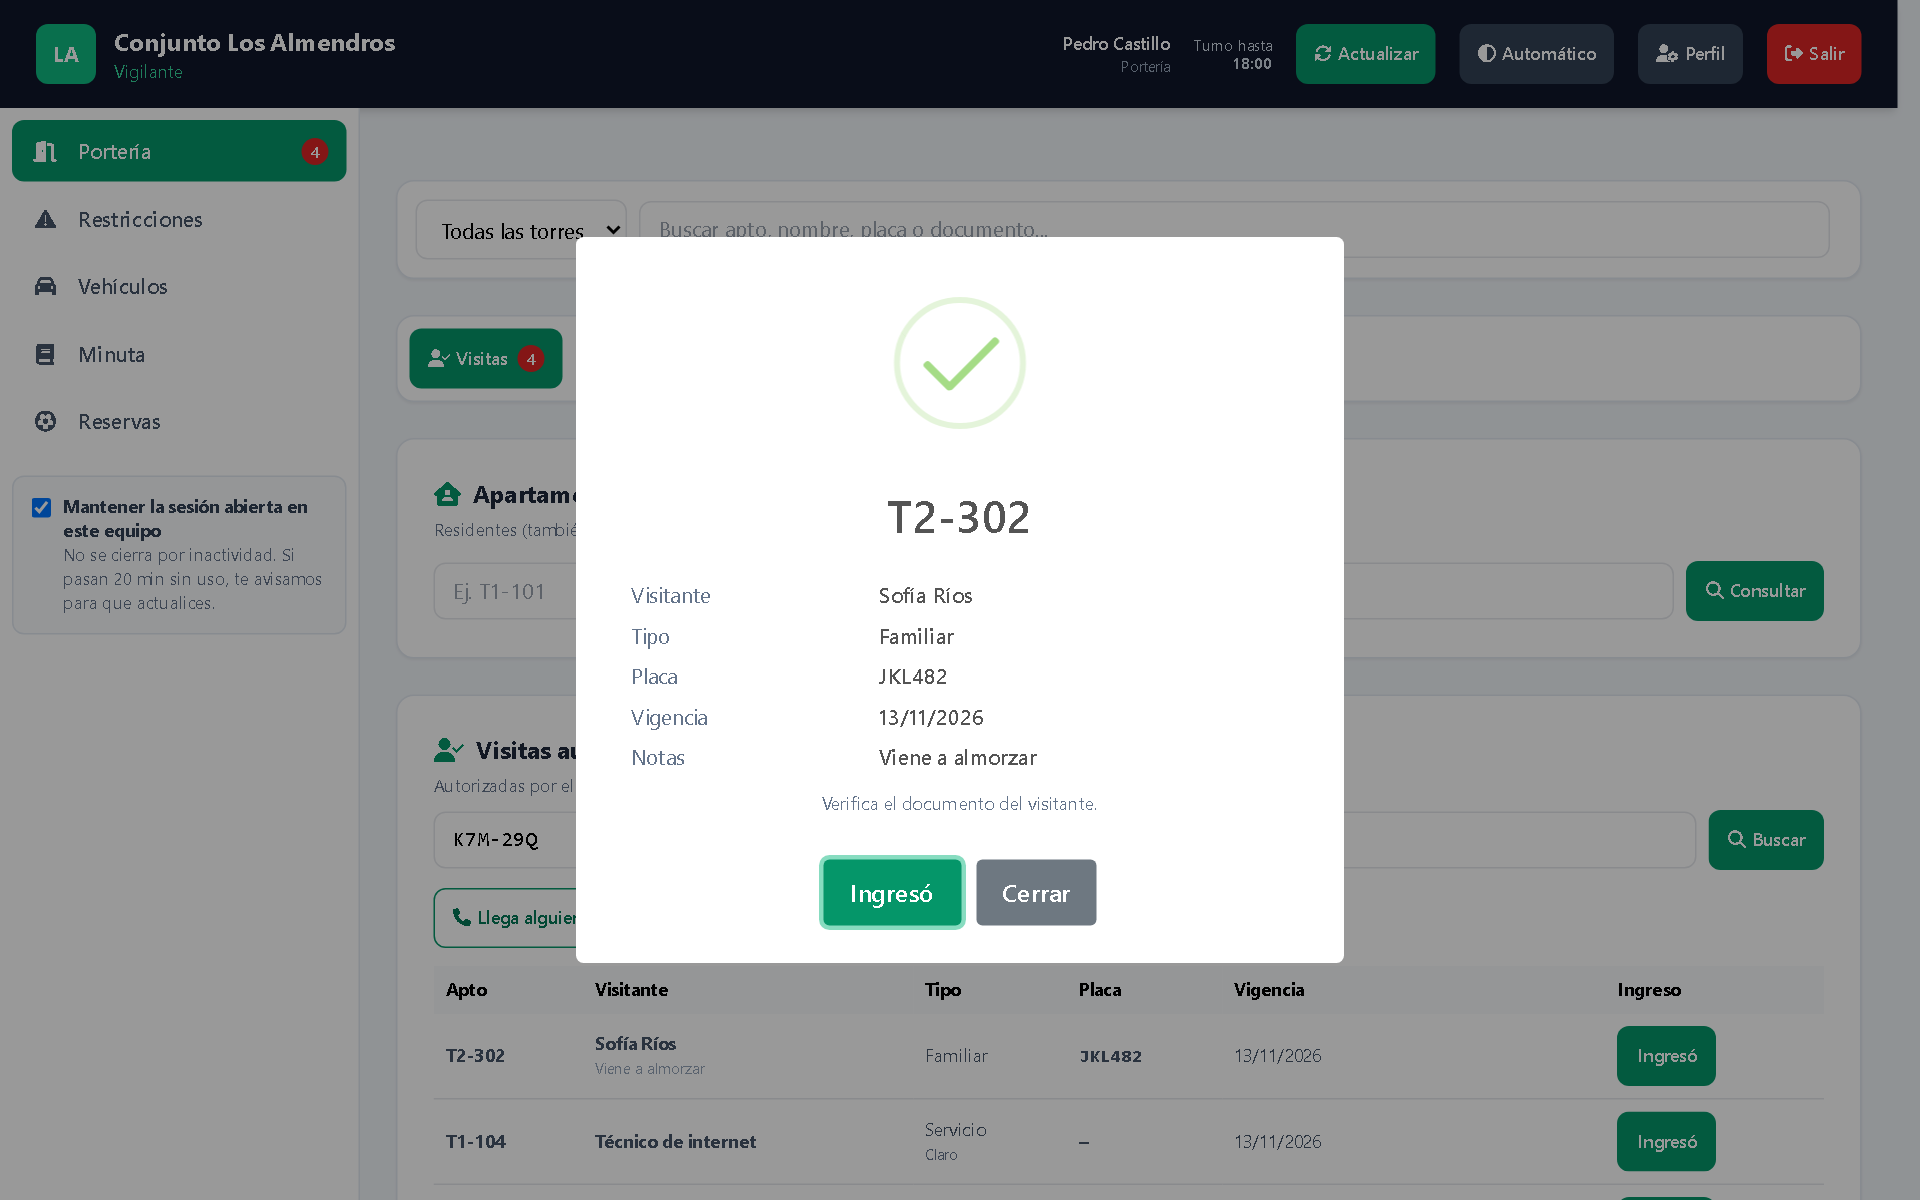 LA
Conjunto Los Almendros
Vigilante
Pedro Castillo
Portería
Turno hasta
18:00
Actualizar
Automático
Perfil
Salir
Portería
4
Restricciones
Vehículos
Minuta
Reservas
Mantener la sesión abierta en
este equipo
No se cierra por inactividad. Si
pasan 20 min sin uso, te avisamos
para que actualices.
Todas las torres
Buscar apto, nombre, placa o documento...
Visitas
4
Residentes
Ej. T1-101
Consultar
Visitas
Autorizadas por el
K7M-29Q
Buscar
Llega
T2-302
Visitante
Sofía Ríos
Tipo
Familiar
Placa
JKL482
Vigencia
13/11/2026
Notas
Viene a almorzar
Verifica el documento del visitante.
Ingresó
Cerrar
Apto Visitante Tipo Placa Vigencia Ingreso
T2-302 Sofía Ríos Familiar JKL482 13/11/2026 Ingresó
Viene a almorzar
T1-104 Técnico de internet Servicio – 13/11/2026 Ingresó
Claro